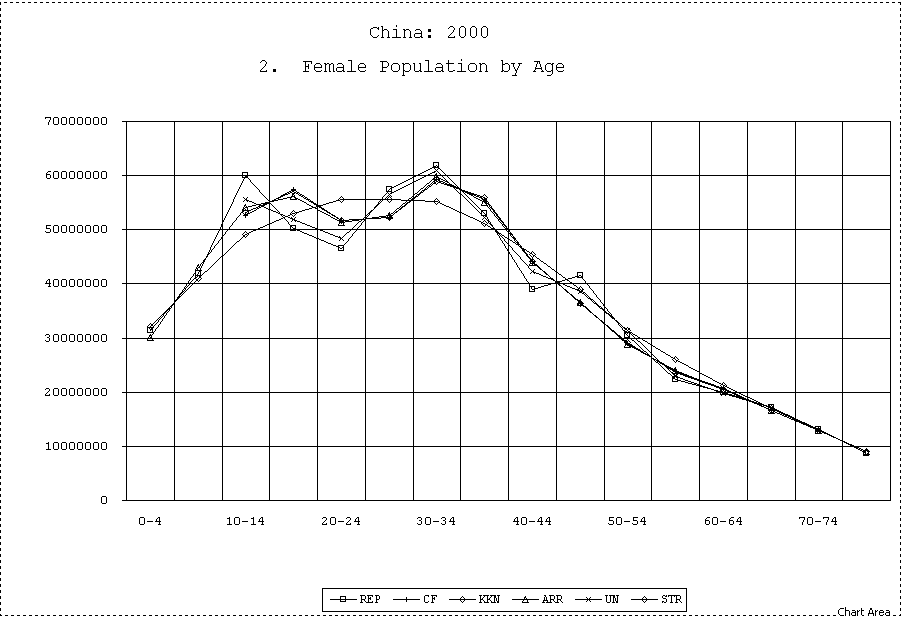 China: 2000
2. Female Population by Age
70000000
60000000
50000000
40000000
30000000
20000000
10000000
0
0-4 10-14 20-24 30-34 40-44 50-54 60-64 70-74
REP CF KKN ARR UN STR
Chart Area